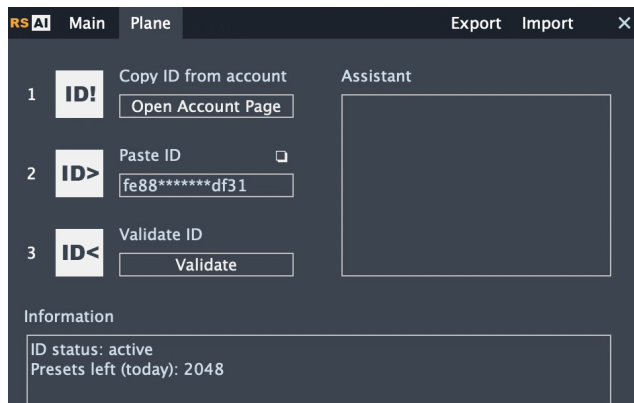 RS AI Main Plane Export Import ×
Copy ID from account
1 ID! Open Account Page
Paste ID
2 ID> fe88*******df31
Validate ID
3 ID< Validate
Assistant
Information
ID status: active
Presets left (today): 2048